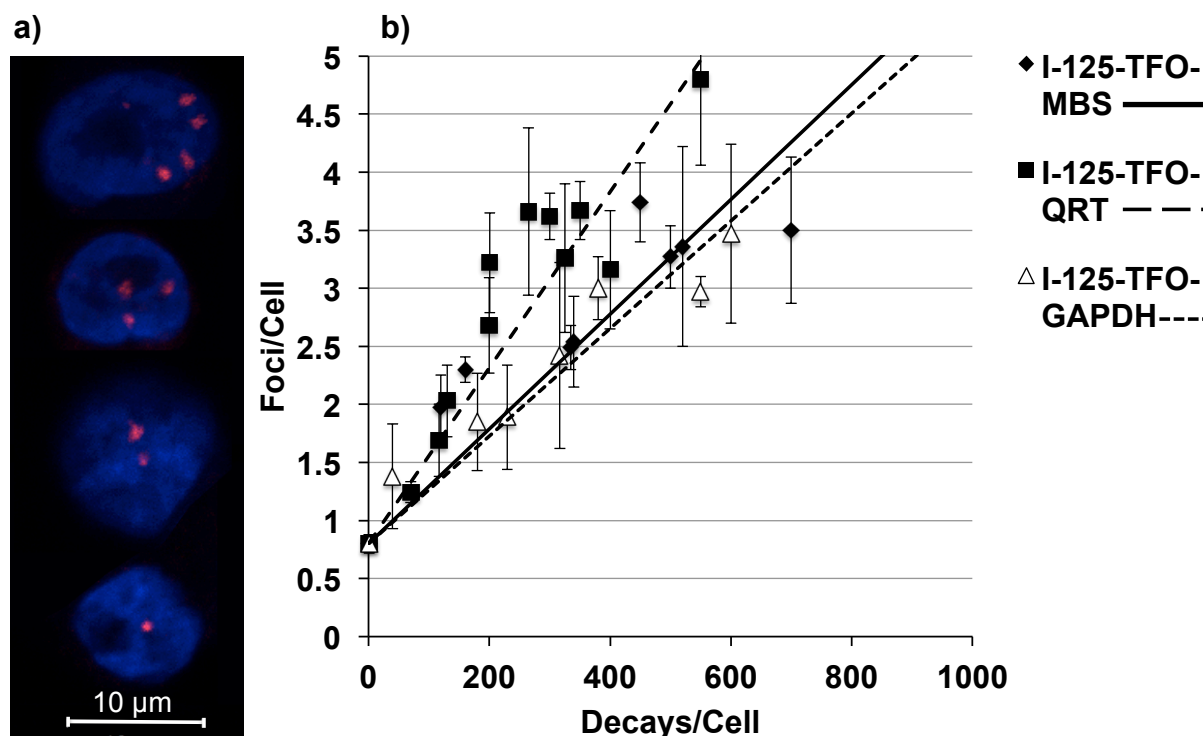 a)
10 µm
b)
Foci/Cell
5
4.5
4
3.5
3
2.5
2
1.5
1
0.5
0
0
200
400
600
800
1000
Decays/Cell
I-125-TFO-
MBS
I-125-TFO-
QRT
I-125-TFO-
GAPDH